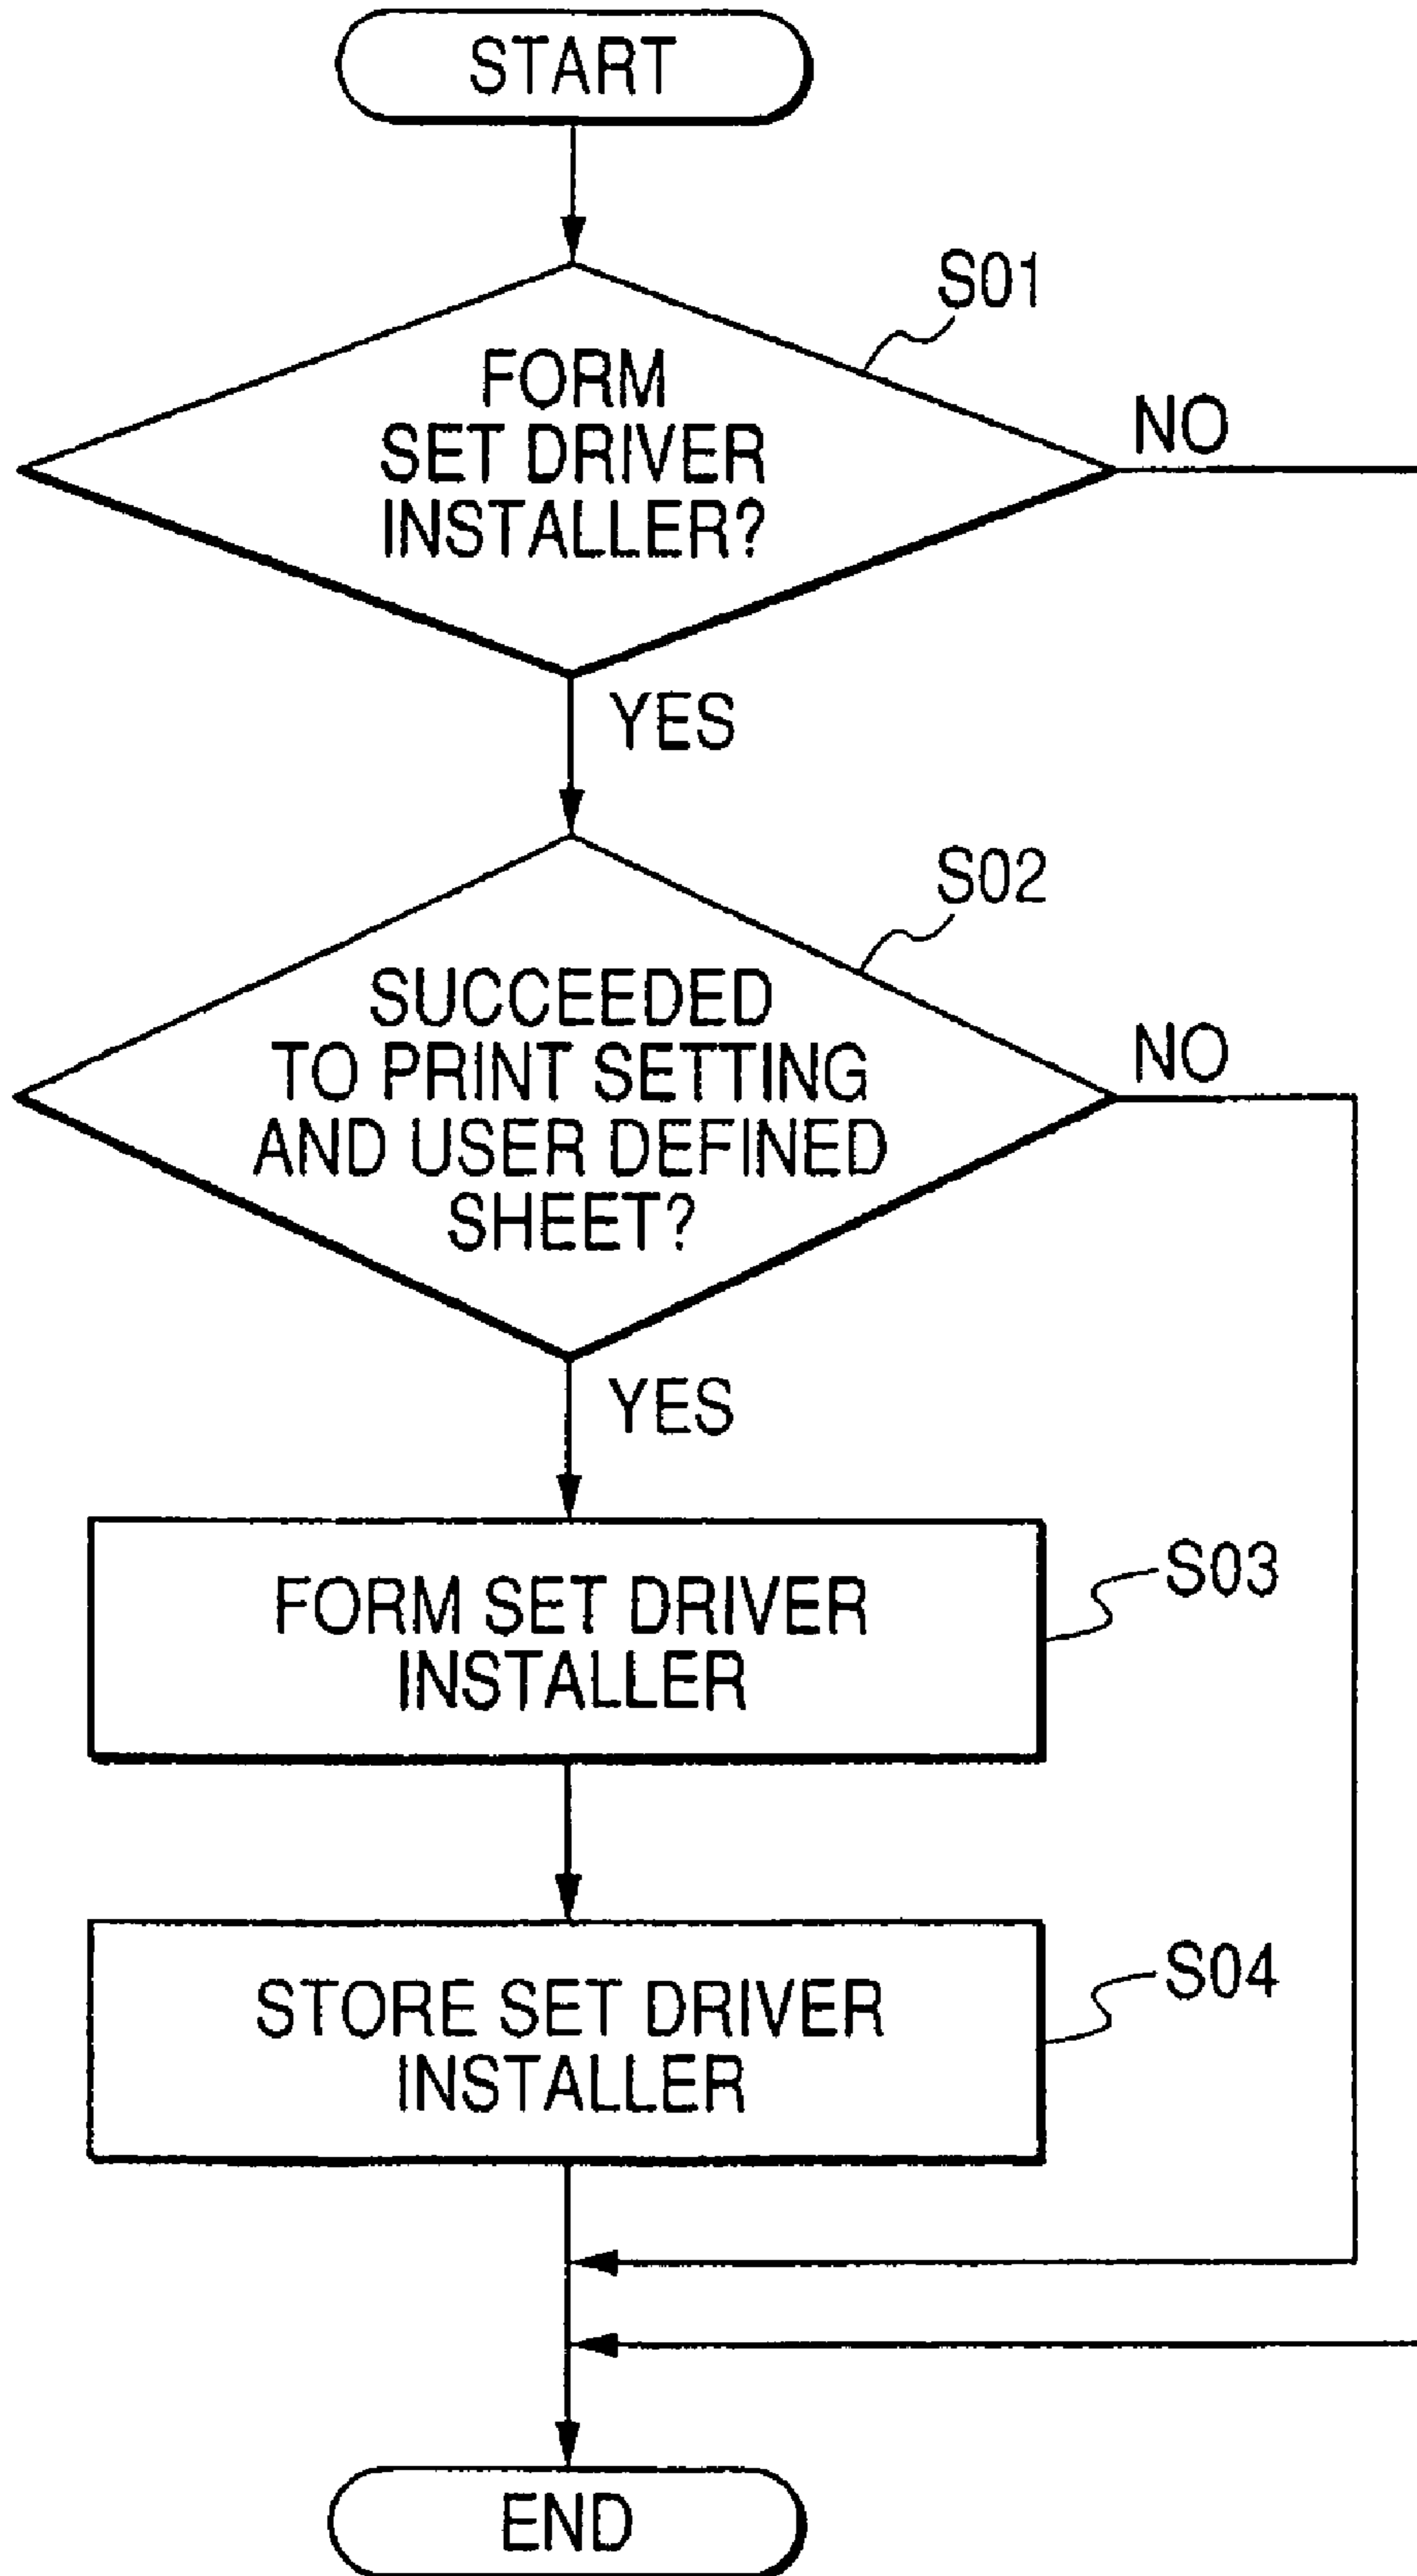 START
S01
FORM
SET DRIVER
INSTALLER?
NO
YES
S02
SUCCEEDED
TO PRINT SETTING
AND USER DEFINED
SHEET?
NO
YES
FORM SET DRIVER
INSTALLER
S03
STORE SET DRIVER
INSTALLER
S04
END